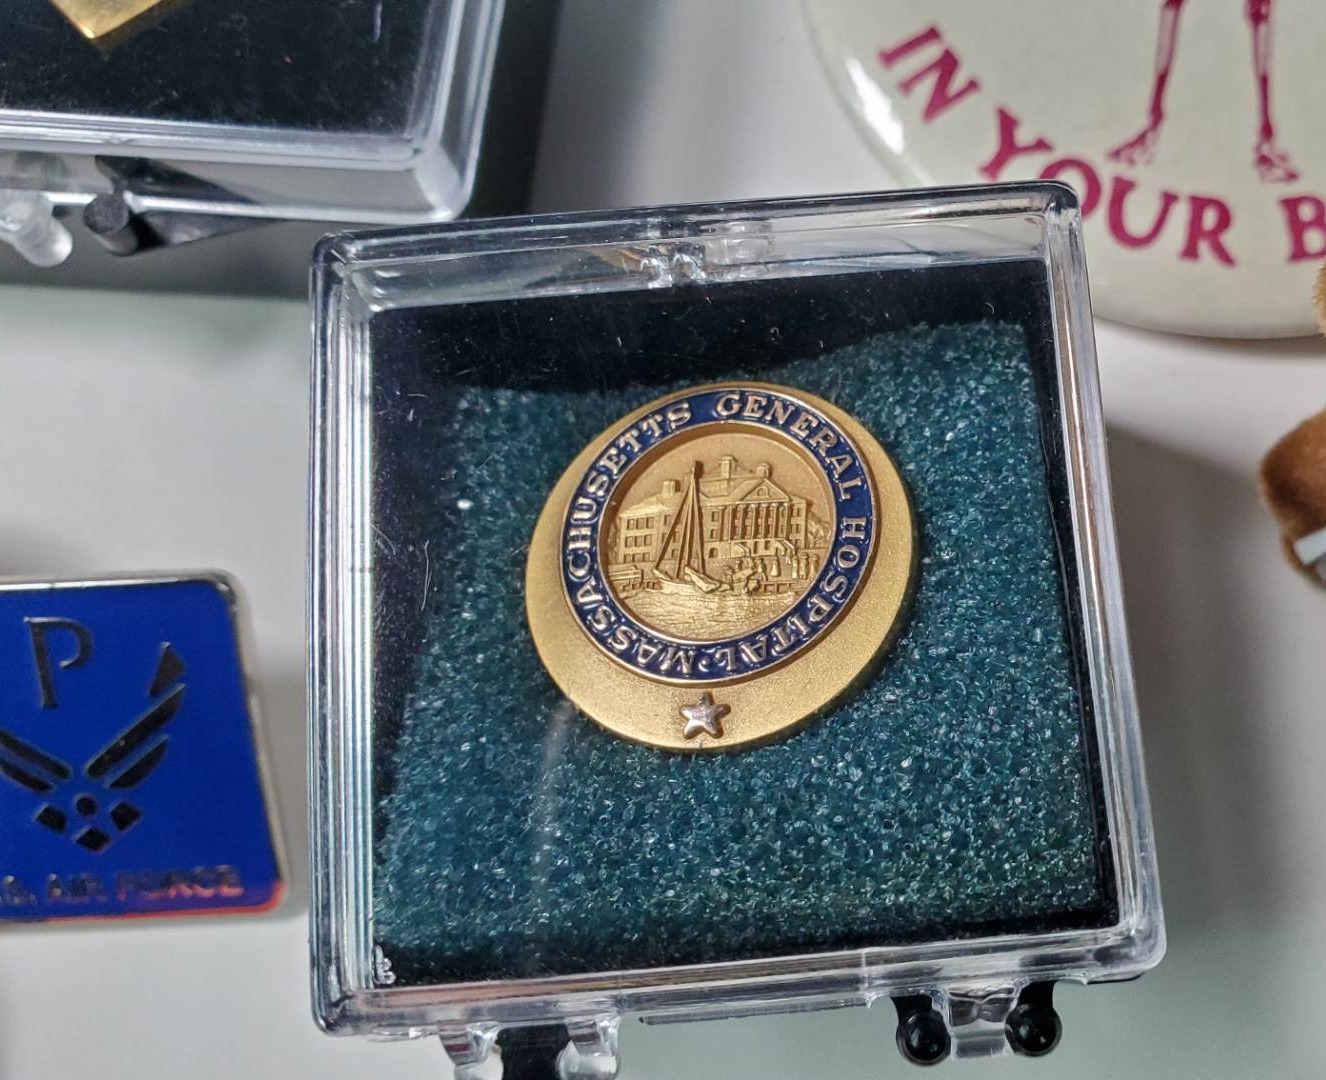 IN YOUR
MASSACHUSETTS GENERAL HOSPITAL
P
AIR FORCE